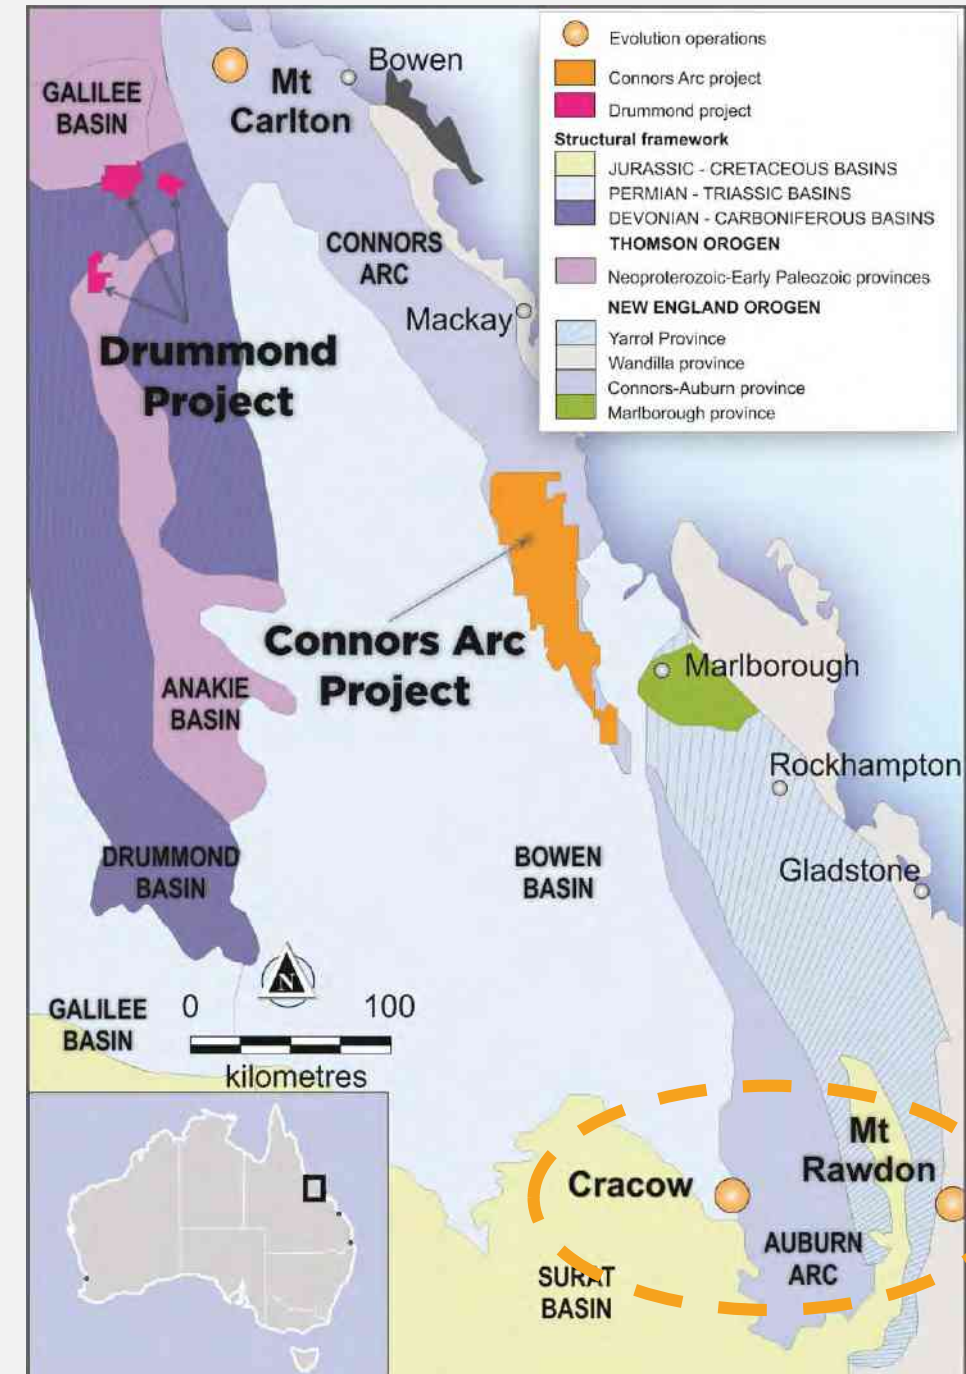 Evolution operations
Connors Arc project
Drummond project
Structural framework
JURASSIC - CRETACEOUS BASINS
PERMIAN - TRIASSIC BASINS
DEVONIAN - CARBONIFEROUS BASINS
THOMSON OROGEN
Neoproterozoic-Early Paleozoic provinces
NEW ENGLAND OROGEN
Yarrol Province
Wandilla province
Connors-Auburn province
Marlborough province
Bowen
Mt
Carlton
GALILEE
BASIN
CONNORS
ARC
Mackay
Drummond
Project
Connors Arc
Project
Marlborough
ANAKIE
BASIN
Rockhampton
DRUMMOND
BASIN
BOWEN
BASIN
Gladstone
N
GALILEE
BASIN
0 100
kilometres
Mt
Rawdon
Cracow
AUBURN
ARC
SURAT
BASIN